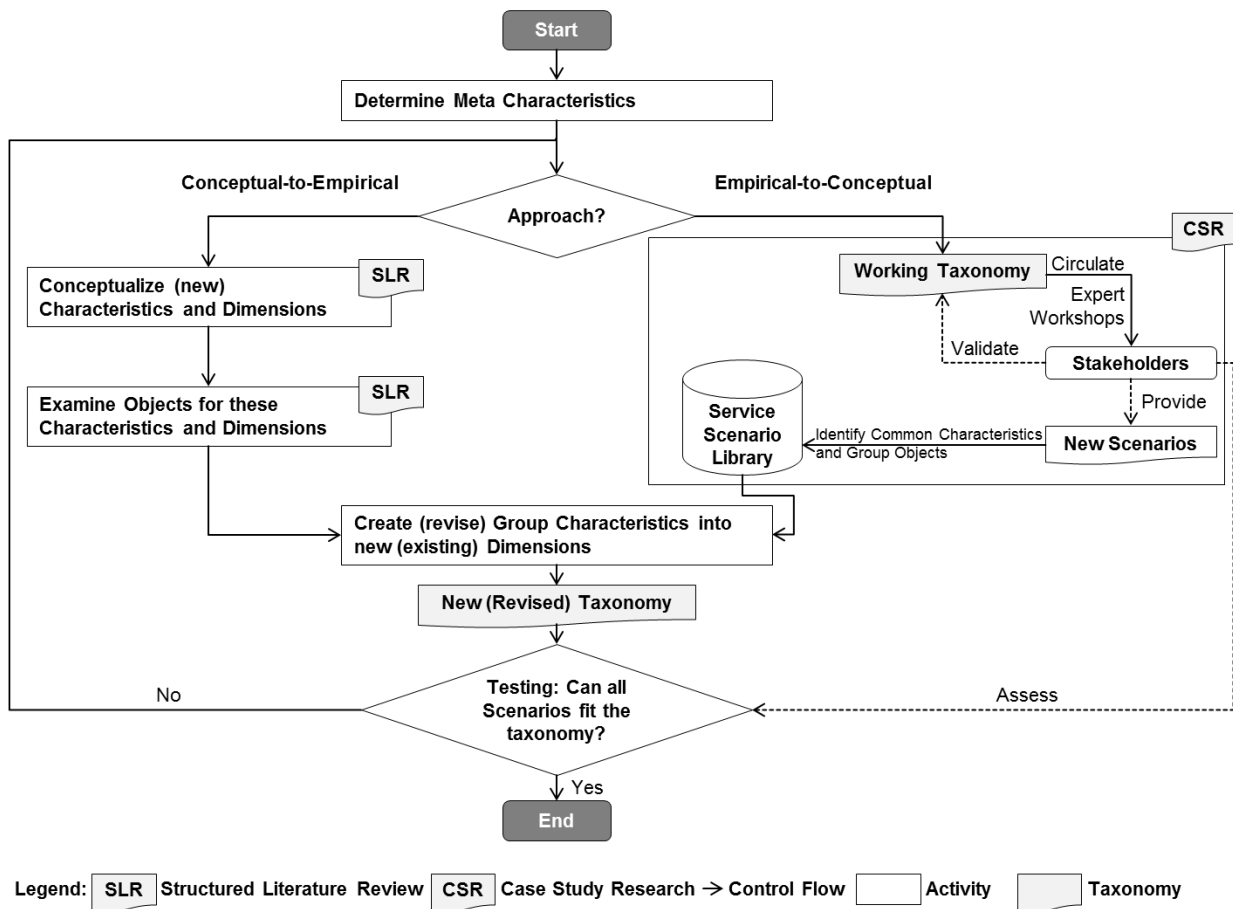 Start
Determine Meta Characteristics
Conceptual-to-Empirical
Empirical-to-Conceptual
Approach?
CSR
SLR
Conceptualize (new)
Characteristics and Dimensions
Working Taxonomy
Circulate
Expert
Workshops
Validate
Stakeholders
SLR
Examine Objects for these
Characteristics and Dimensions
Provide
Service
Scenario
Library
Identify Common Characteristics
and Group Objects
New Scenarios
Create (revise) Group Characteristics into
new (existing) Dimensions
New (Revised) Taxonomy
No
Testing: Can all
Scenarios fit the
taxonomy?
Assess
Yes
End
Legend: SLR Structured Literature Review CSR Case Study Research → Control Flow Activity Taxonomy